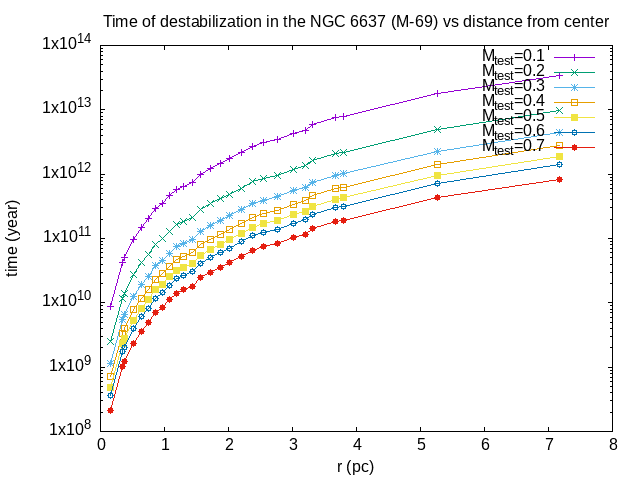 Time of destabilization in the NGC 6637 (M-69) vs distance from center
1x10^14
1x10^13
1x10^12
1x10^11
1x10^10
1x10^9
1x10^8
time (year)
M_test=0.1
M_test=0.2
M_test=0.3
M_test=0.4
M_test=0.5
M_test=0.6
M_test=0.7
0 1 2 3 4 5 6 7 8
r (pc)